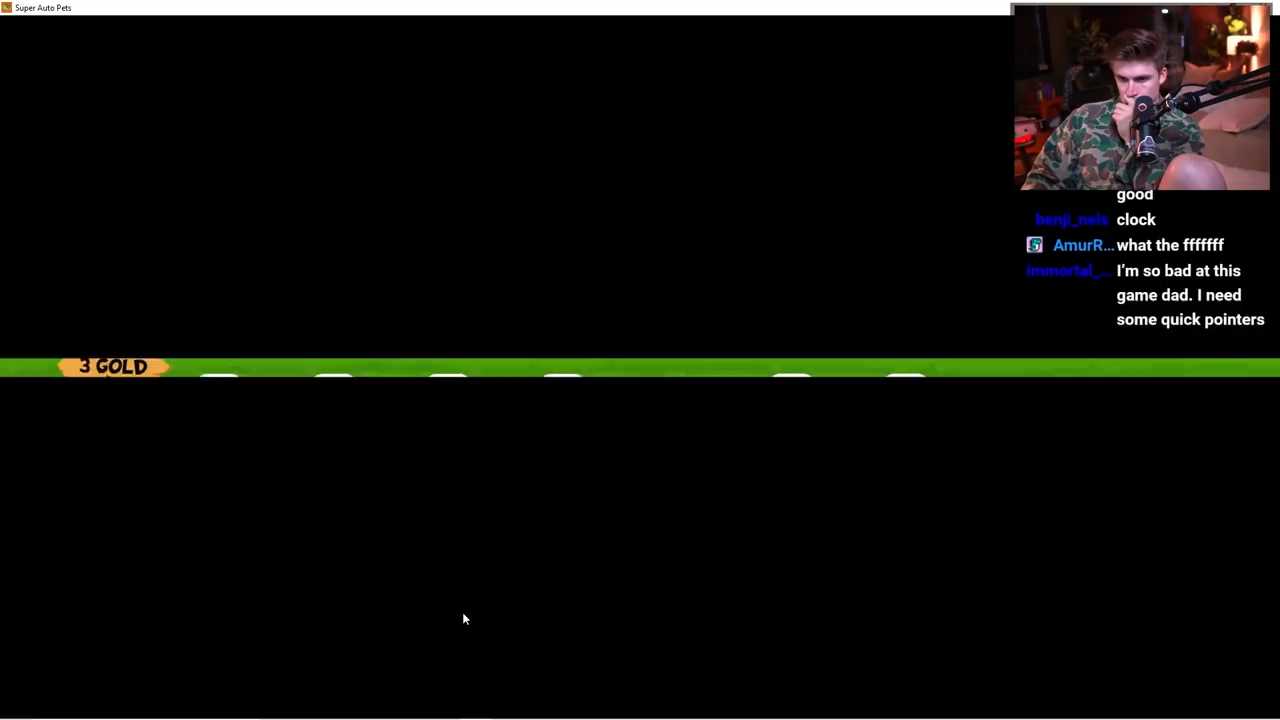 Super Auto Pets
good
benji_nels clock
AmurR... what the fffffff
immortal_... I'm so bad at this
game dad. I need
some quick pointers
3 GOLD